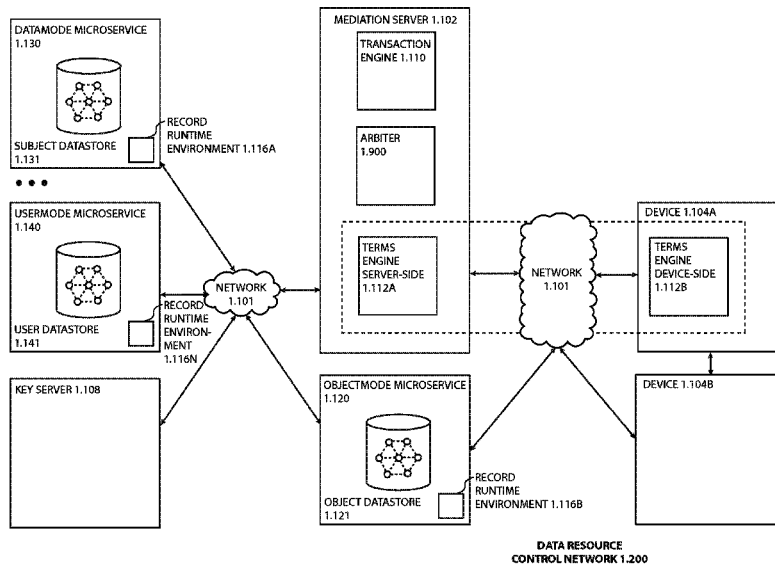 DATAMODE MICROSERVICE
1.130
SUBJECT DATASTORE
1.131
RECORD
RUNTIME
ENVIRONMENT 1.116A
USERMODE MICROSERVICE
1.140
USER DATASTORE
1.141
RECORD
RUNTIME
ENVIRON-
MENT
1.116N
KEY SERVER 1.108
NETWORK
1.101
MEDIATION SERVER 1.102
TRANSACTION
ENGINE 1.110
ARBITER
1.900
TERMS
ENGINE
SERVER-SIDE
1.112A
OBJECTMODE MICROSERVICE
1.120
OBJECT DATASTORE
1.121
RECORD
RUNTIME
ENVIRONMENT 1.116B
NETWORK
1.101
DEVICE 1.104A
TERMS
ENGINE
DEVICE-SIDE
1.112B
DEVICE 1.104B
DATA RESOURCE
CONTROL NETWORK 1.200